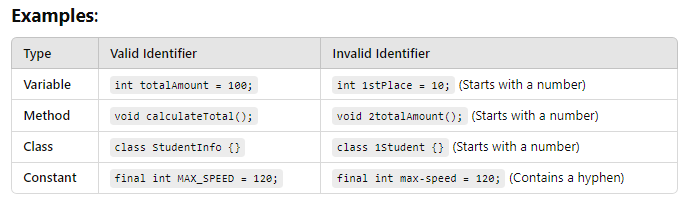 Examples:
Type Valid Identifier Invalid Identifier
Variable int totalAmount = 100; int 1stPlace = 10; (Starts with a number)
Method void calculateTotal(); void 2totalAmount(); (Starts with a number)
Class class StudentInfo {} class 1Student {} (Starts with a number)
Constant final int MAX_SPEED = 120; final int max-speed = 120; (Contains a hyphen)